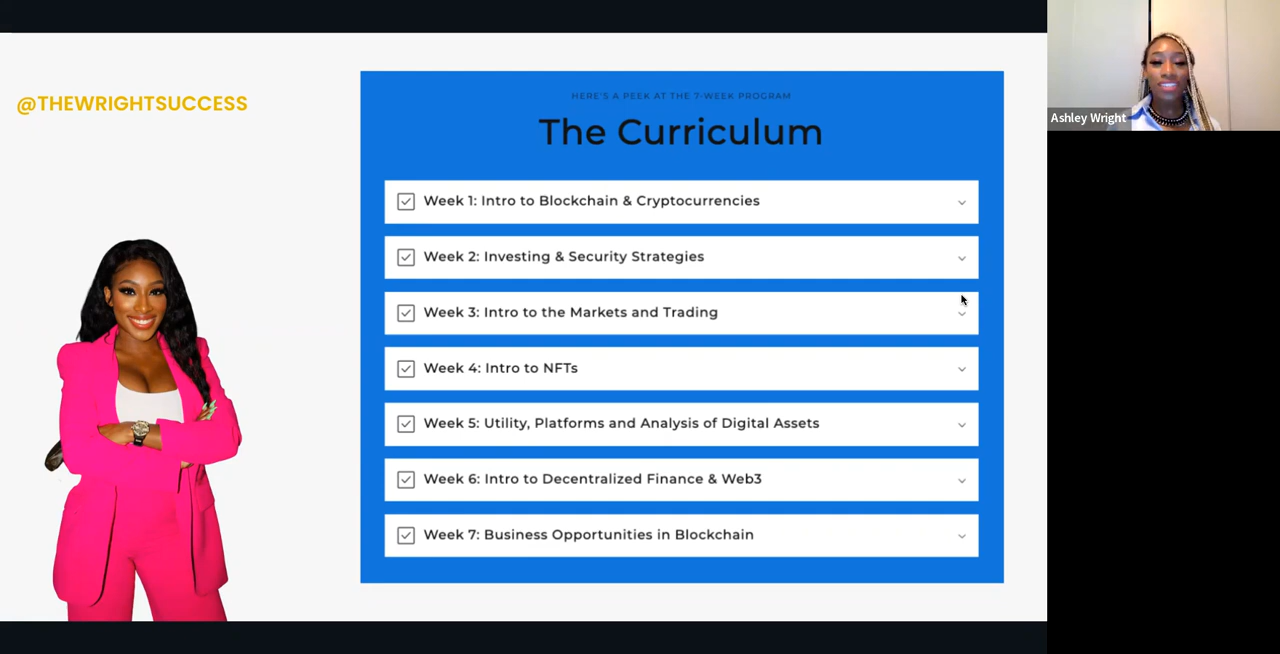 @THEWRIGHTSUCCESS
HERE'S A PEEK AT THE 7-WEEK PROGRAM
The Curriculum
Week 1: Intro to Blockchain & Cryptocurrencies
Week 2: Investing & Security Strategies
Week 3: Intro to the Markets and Trading
Week 4: Intro to NFTs
Week 5: Utility, Platforms and Analysis of Digital Assets
Week 6: Intro to Decentralized Finance & Web3
Week 7: Business Opportunities in Blockchain
Ashley Wright